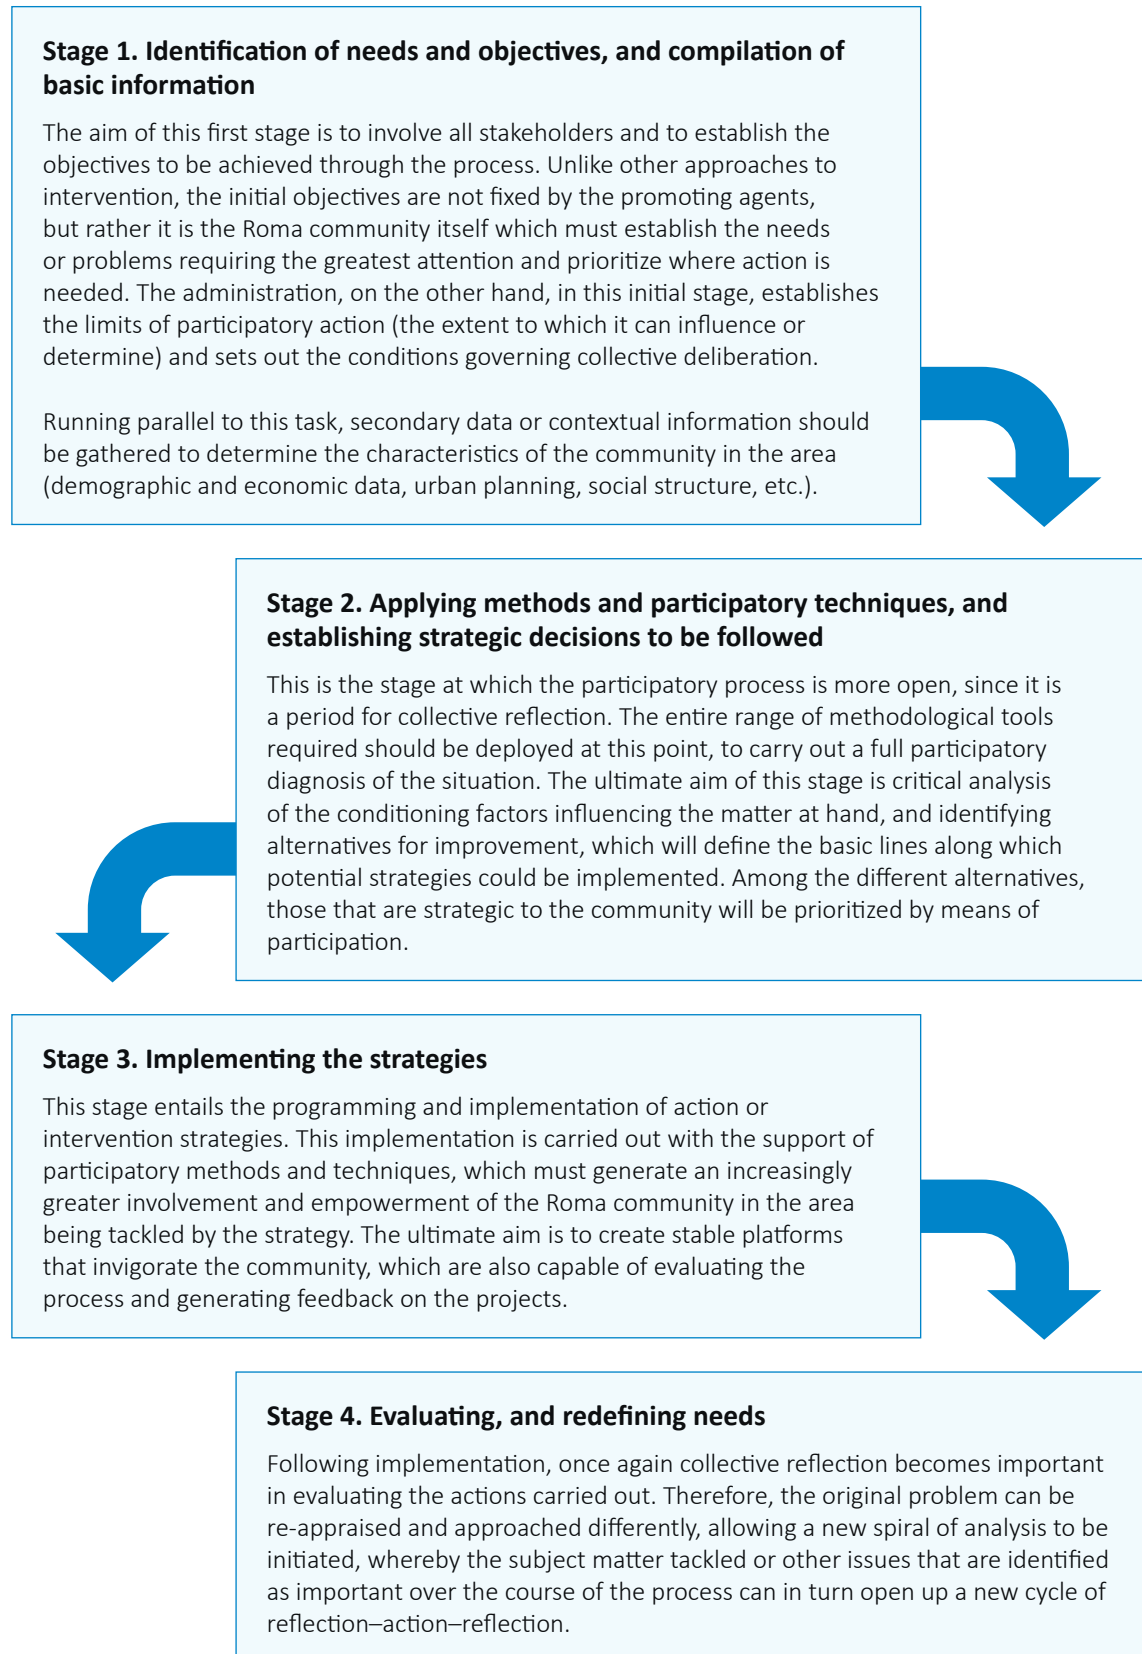 Stage 1. Identification of needs and objectives, and compilation of
basic information
The aim of this first stage is to involve all stakeholders and to establish the
objectives to be achieved through the process. Unlike other approaches to
intervention, the initial objectives are not fixed by the promoting agents,
but rather it is the Roma community itself which must establish the needs
or problems requiring the greatest attention and prioritize where action is
needed. The administration, on the other hand, in this initial stage, establishes
the limits of participatory action (the extent to which it can influence or
determine) and sets out the conditions governing collective deliberation.
Running parallel to this task, secondary data or contextual information should
be gathered to determine the characteristics of the community in the area
(demographic and economic data, urban planning, social structure, etc.).
Stage 2. Applying methods and participatory techniques, and
establishing strategic decisions to be followed
This is the stage at which the participatory process is more open, since it is
a period for collective reflection. The entire range of methodological tools
required should be deployed at this point, to carry out a full participatory
diagnosis of the situation. The ultimate aim of this stage is critical analysis
of the conditioning factors influencing the matter at hand, and identifying
alternatives for improvement, which will define the basic lines along which
potential strategies could be implemented. Among the different alternatives,
those that are strategic to the community will be prioritized by means of
participation.
Stage 3. Implementing the strategies
This stage entails the programming and implementation of action or
intervention strategies. This implementation is carried out with the support of
participatory methods and techniques, which must generate an increasingly
greater involvement and empowerment of the Roma community in the area
being tackled by the strategy. The ultimate aim is to create stable platforms
that invigorate the community, which are also capable of evaluating the
process and generating feedback on the projects.
Stage 4. Evaluating, and redefining needs
Following implementation, once again collective reflection becomes important
in evaluating the actions carried out. Therefore, the original problem can be
re-appraised and approached differently, allowing a new spiral of analysis to be
initiated, whereby the subject matter tackled or other issues that are identified
as important over the course of the process can in turn open up a new cycle of
reflection–action–reflection.